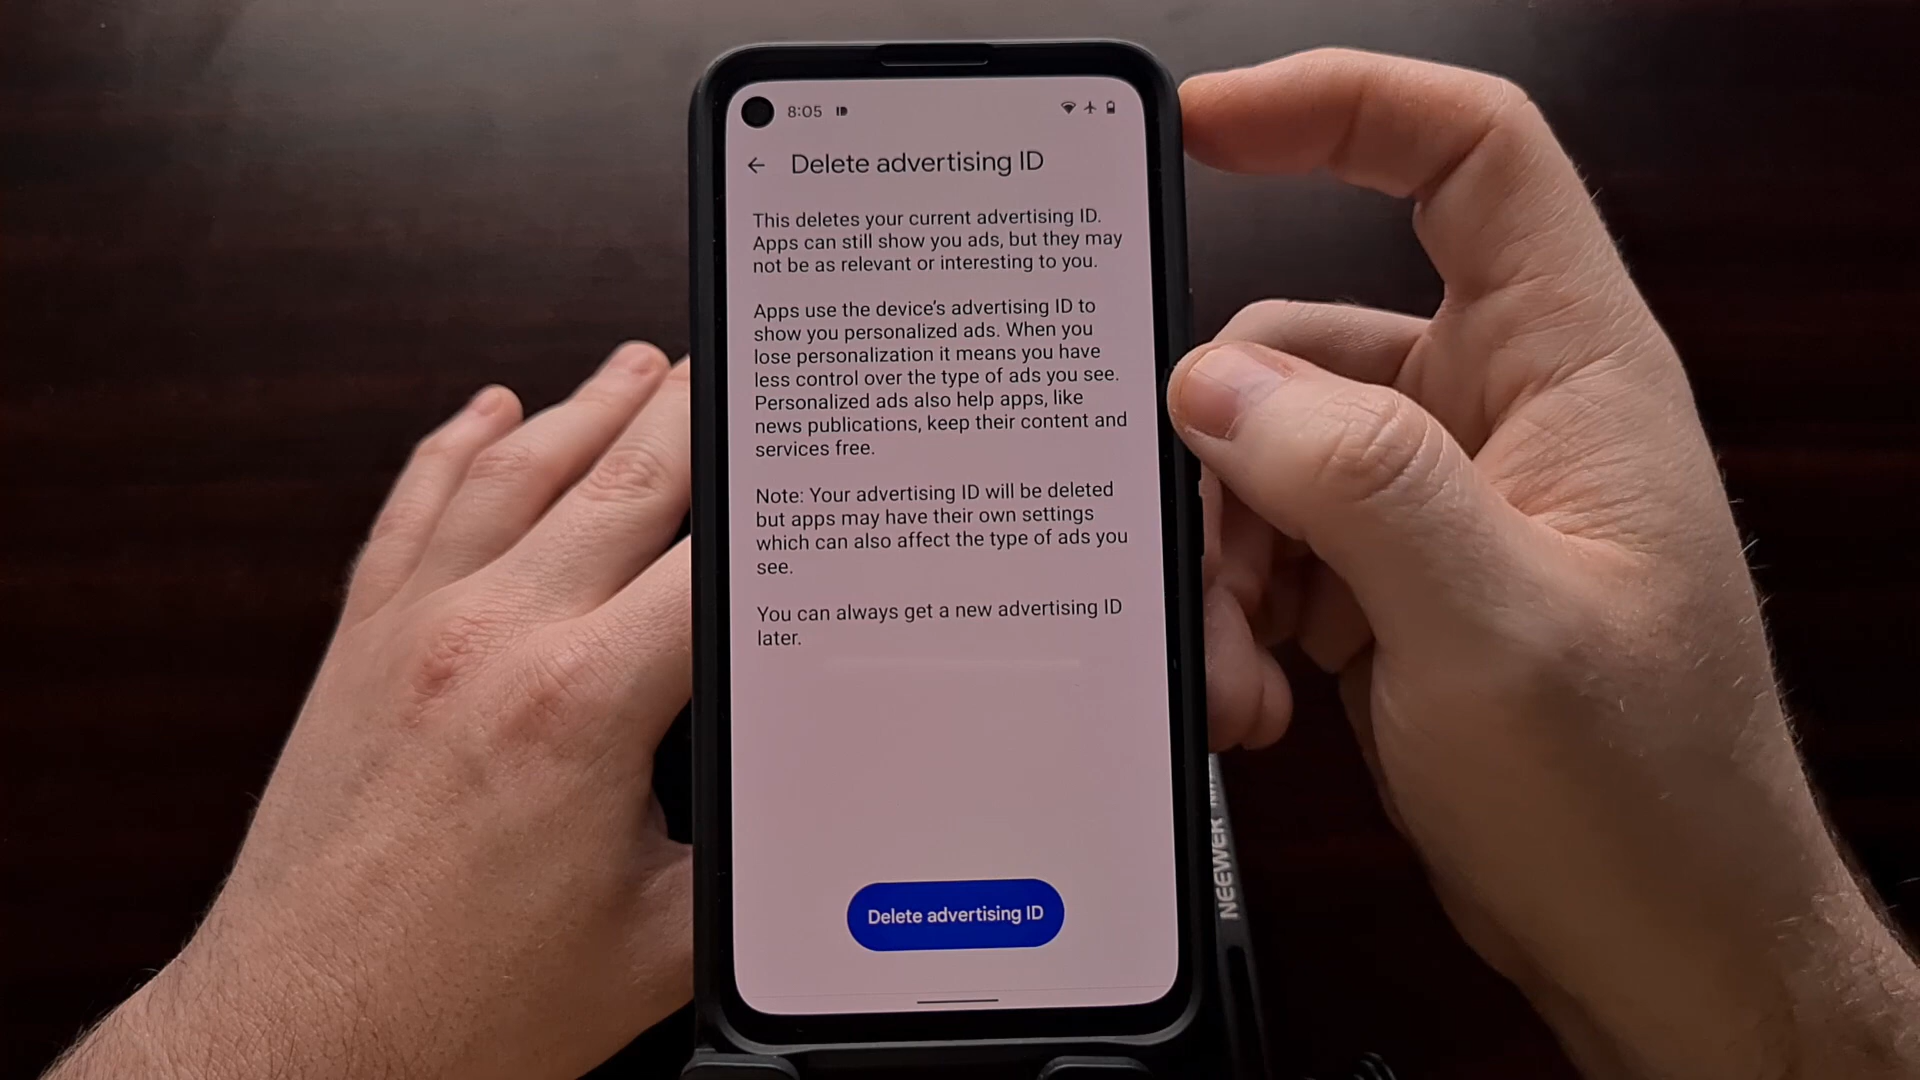 8:05
Delete advertising ID
This deletes your current advertising ID.
Apps can still show you ads, but they may
not be as relevant or interesting to you.
Apps use the device's advertising ID to
show you personalized ads. When you
lose personalization it means you have
less control over the type of ads you see.
Personalized ads also help apps, like
news publications, keep their content and
services free.
Note: Your advertising ID will be deleted
but apps may have their own settings
which can also affect the type of ads you
see.
You can always get a new advertising ID
later.
Delete advertising ID
NEEWER